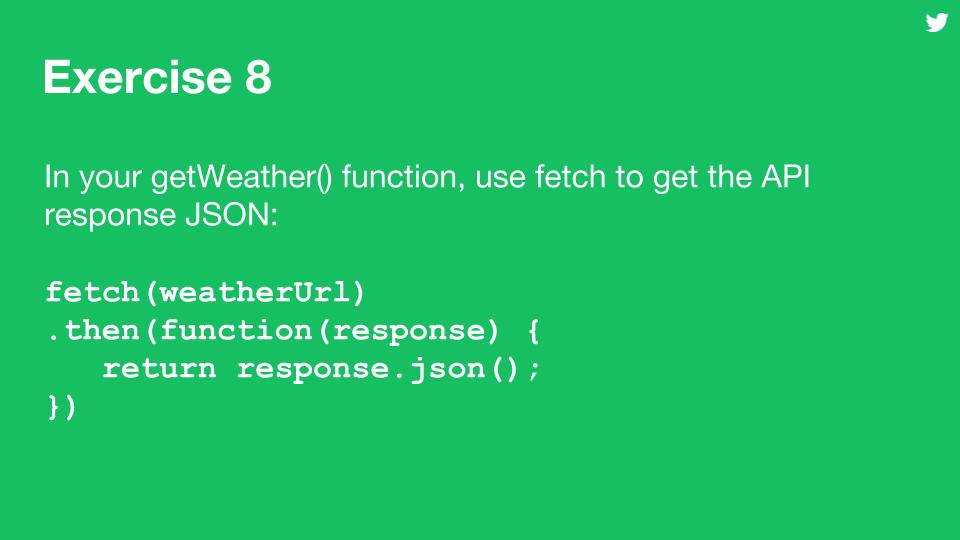 Exercise 8
In your getWeather() function, use fetch to get the API
response JSON:
fetch(weatherUrl)
.then(function(response) {
   return response.json();
})